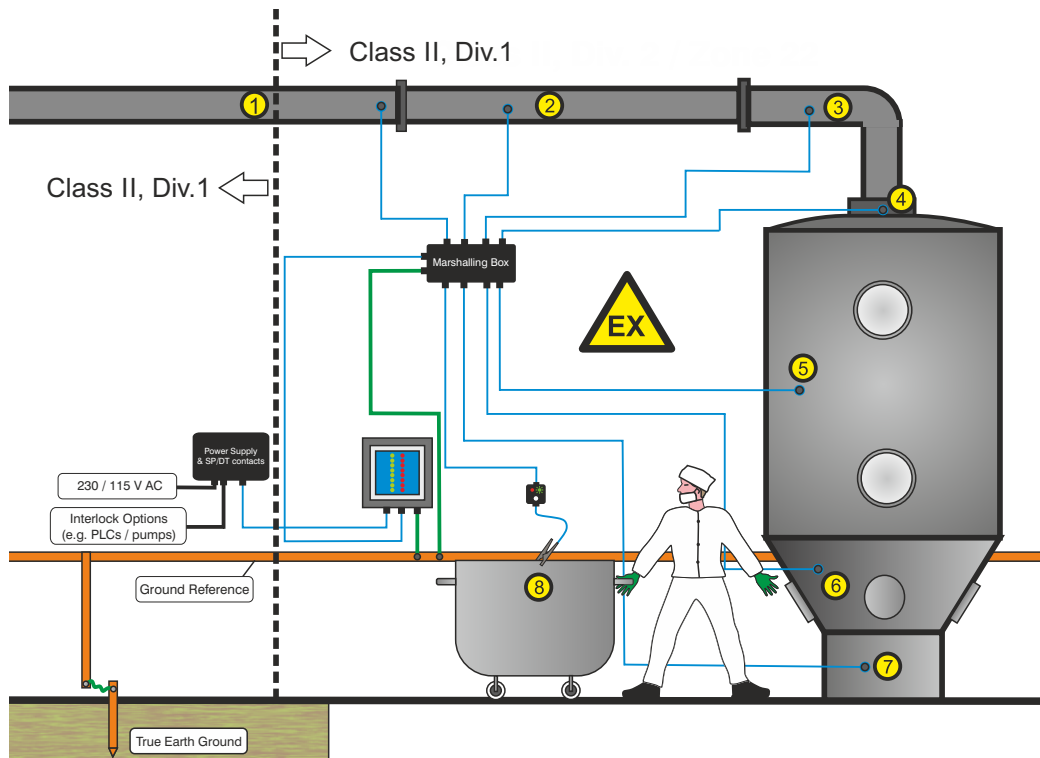 Class II, Div.1
1
2
3
Class II, Div.1
4
Marshalling Box
EX
5
Power Supply
& SP/DT contacts
230 / 115 V AC
Interlock Options
(e.g. PLCs / pumps)
Ground Reference
8
6
7
True Earth Ground